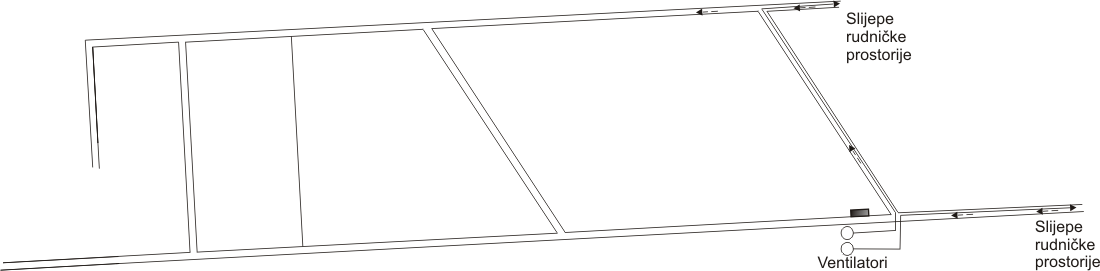 Slijepe
rudničke
prostorije
Slijepe
rudničke
prostorije
Ventilatori